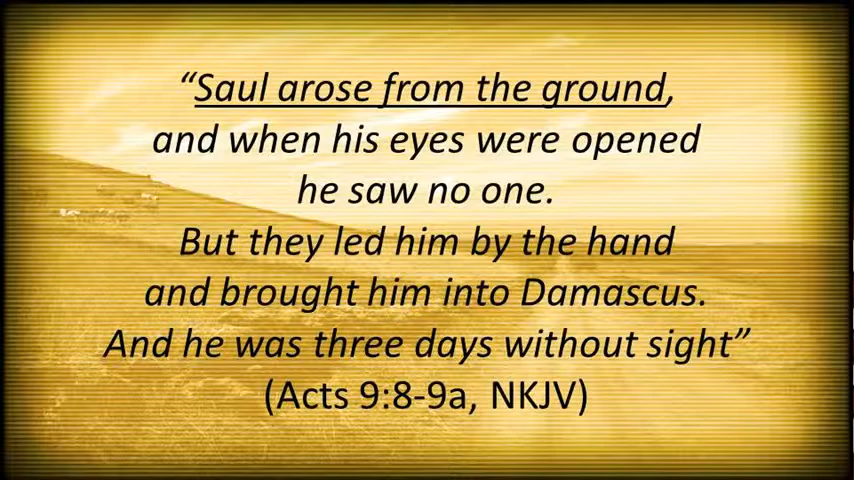 “Saul arose from the ground,
and when his eyes were opened
he saw no one.
But they led him by the hand
and brought him into Damascus.
And he was three days without sight”
(Acts 9:8-9a, NKJV)